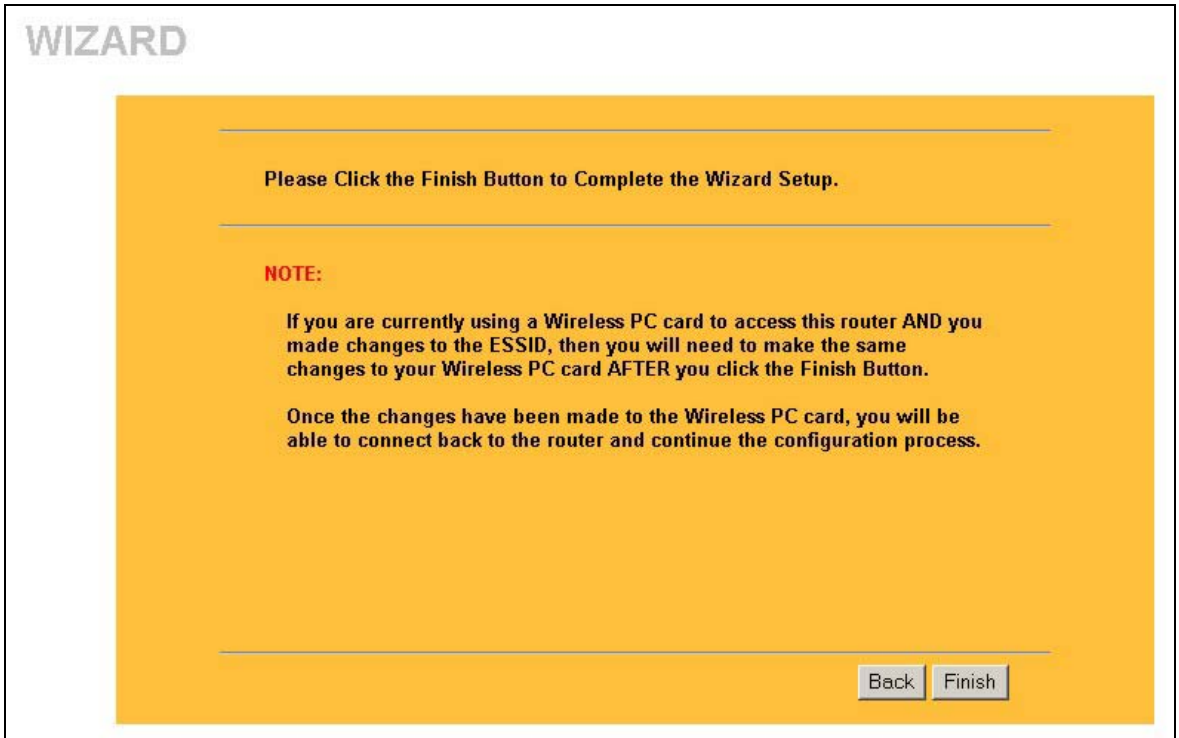 WIZARD
Please Click the Finish Button to Complete the Wizard Setup.
NOTE:
If you are currently using a Wireless PC card to access this router AND you
made changes to the ESSID, then you will need to make the same
changes to your Wireless PC card AFTER you click the Finish Button.
Once the changes have been made to the Wireless PC card, you will be
able to connect back to the router and continue the configuration process.
Back Finish